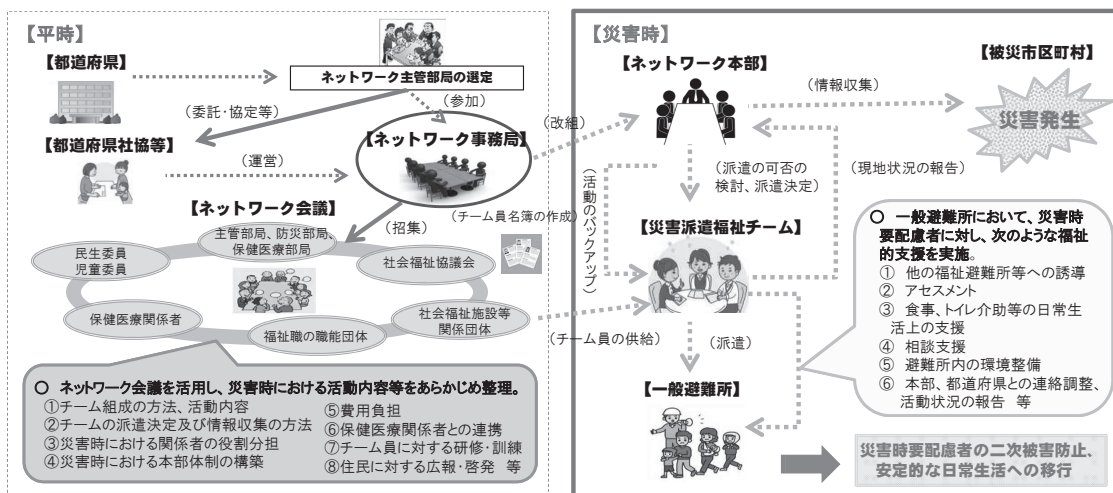 【平時】
【都道府県】
ネットワーク主管部局の選定
(委託・協定等)
(参加)
【都道府県社協等】
【ネットワーク事務局】
(運営)
(改組)
【ネットワーク会議】
(招集)
(チーム員名簿の作成)
主管部局、防災部局、
保健医療部局
民生委員
児童委員
社会福祉協議会
保健医療関係者
福祉職の職能団体
社会福祉施設等
関係団体
○ ネットワーク会議を活用し、災害時における活動内容等をあらかじめ整理。
①チーム組成の方法、活動内容
②チームの派遣決定及び情報収集の方法
③災害時における関係者の役割分担
④災害時における本部体制の構築
⑤費用負担
⑥保健医療関係者との連携
⑦チーム員に対する研修・訓練
⑧住民に対する広報・啓発 等
【災害時】
【ネットワーク本部】
【被災市区町村】
(情報収集)
災害発生
(派遣の可否の
検討、派遣決定)
(現地状況の報告)
(活動のバックアップ)
【災害派遣福祉チーム】
(チーム員の供給)
(派遣)
【一般避難所】
○ 一般避難所において、災害時
要配慮者に対し、次のような福祉
的支援を実施。
① 他の福祉避難所等への誘導
② アセスメント
③ 食事、トイレ介助等の日常生
活上の支援
④ 相談支援
⑤ 避難所内の環境整備
⑥ 本部、都道府県との連絡調整、
活動状況の報告 等
災害時要配慮者の二次被害防止、
安定的な日常生活への移行